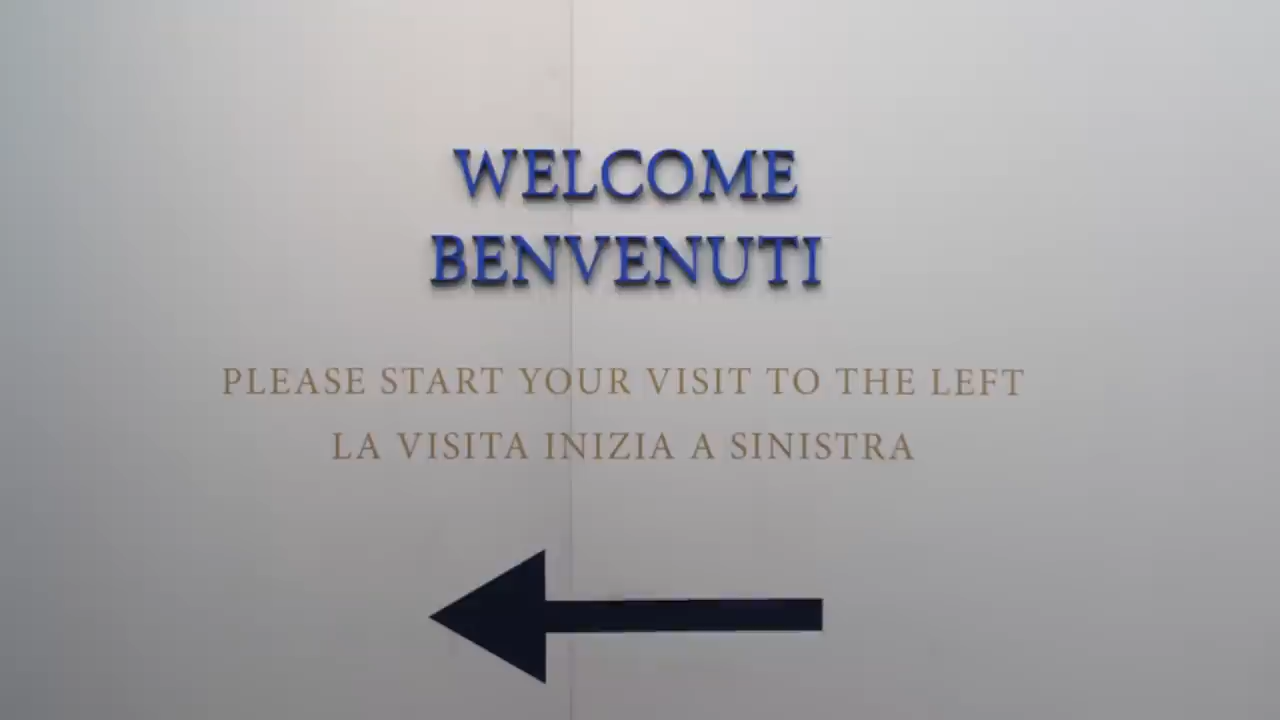 WELCOME
BENVENUTI
PLEASE START YOUR VISIT TO THE LEFT
LA VISITA INIZIA A SINISTRA